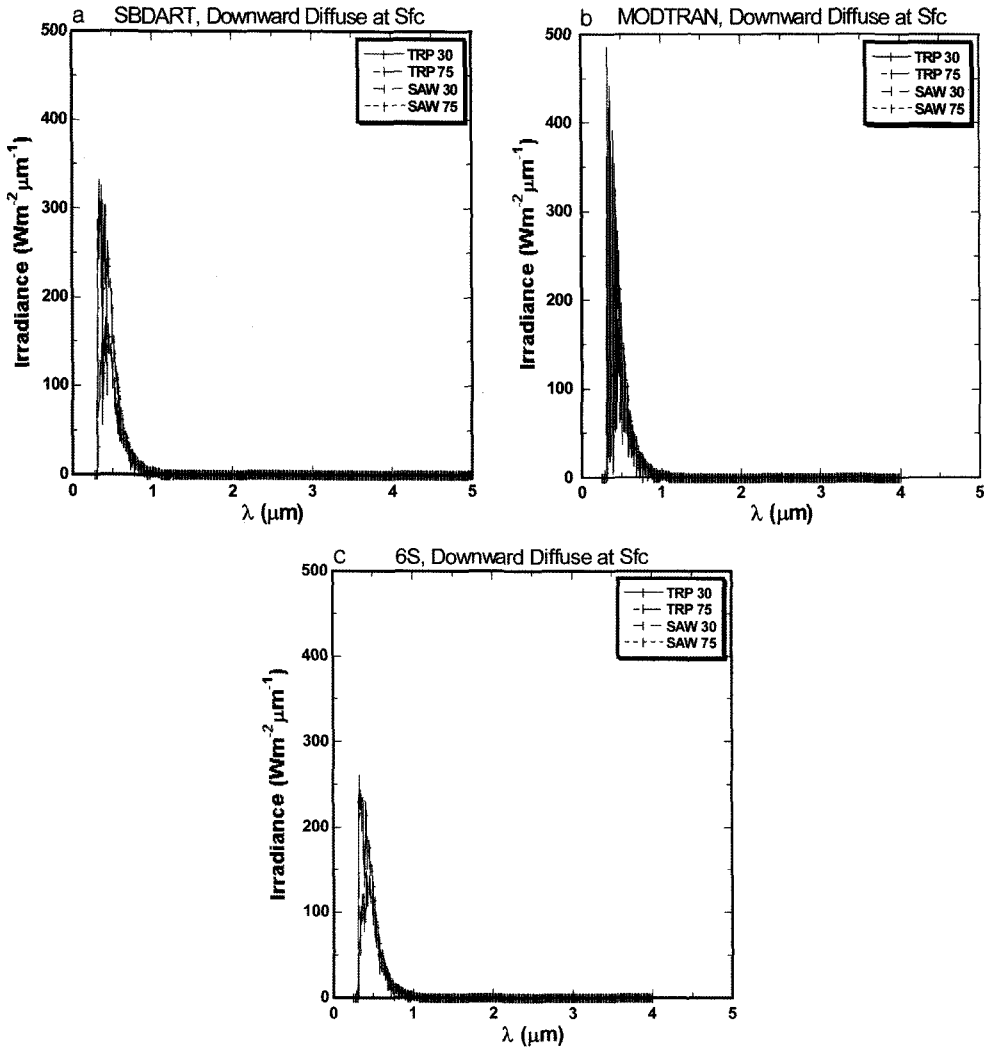 a SBDART, Downward Diffuse at Sfc
500
400
300
200
100
0
Irradiance (Wm⁻²μm⁻¹)
TRP 30
TRP 75
SAW 30
SAW 75
0 1 2 3 4 5
λ (μm)
b MODTRAN, Downward Diffuse at Sfc
500
400
300
200
100
0
Irradiance (Wm⁻²μm⁻¹)
TRP 30
TRP 75
SAW 30
SAW 75
0 1 2 3 4 5
λ (μm)
C 6S, Downward Diffuse at Sfc
500
400
300
200
100
0
Irradiance (Wm⁻²μm⁻¹)
TRP 30
TRP 75
SAW 30
SAW 75
0 1 2 3 4 5
λ (μm)